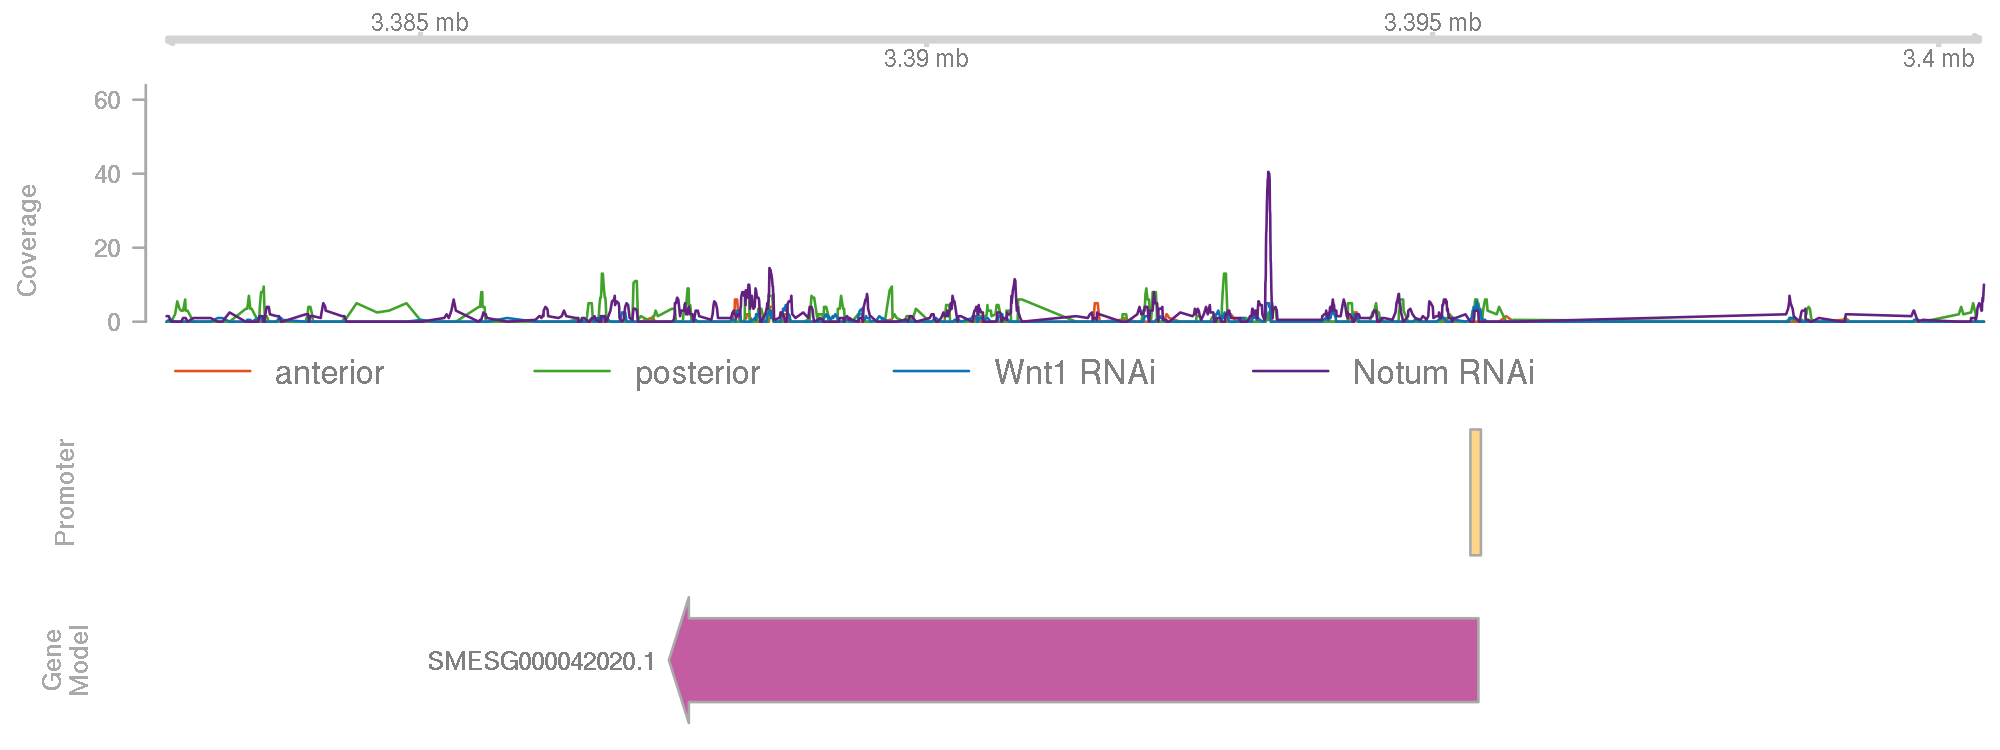 3.385 mb
3.395 mb
3.39 mb
3.4 mb
Coverage
60
40
20
0
anterior
posterior
Wnt1 RNAi
Notum RNAi
Promoter
Gene
Model
SMESG000042020.1